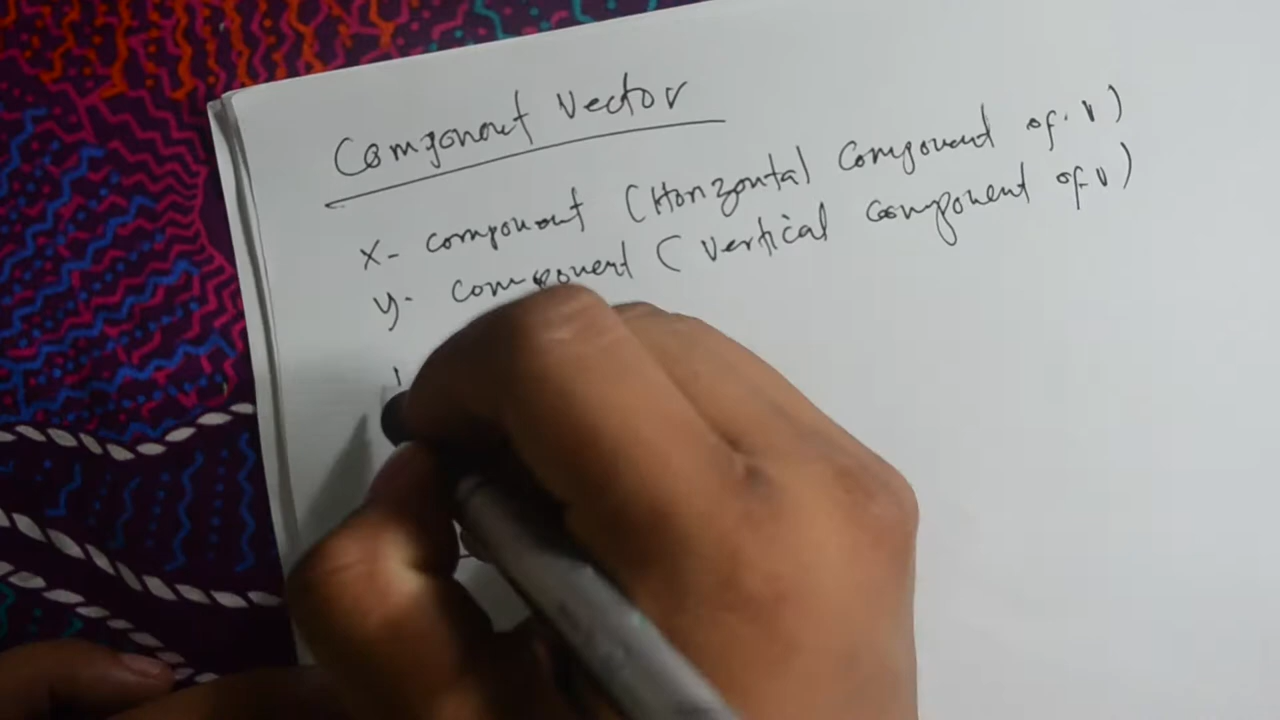 Component Vector
X- component (Horizontal component of V)
y- component (vertical component of v)